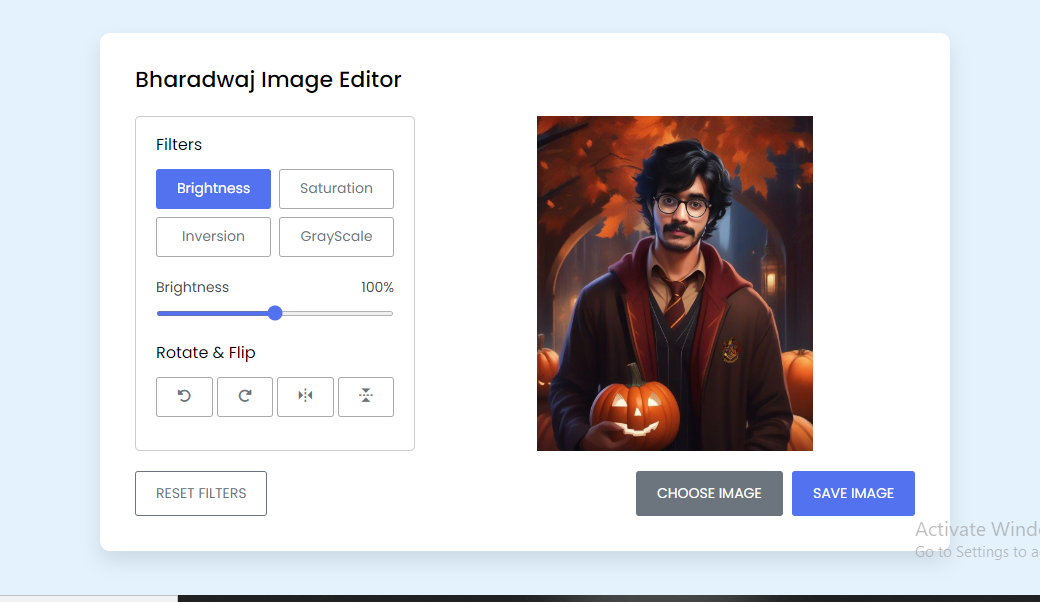 Bharadwaj Image Editor
Filters
Brightness Saturation
Inversion GrayScale
Brightness 100%
Rotate & Flip
RESET FILTERS CHOOSE IMAGE SAVE IMAGE
Activate
Go to Settings to